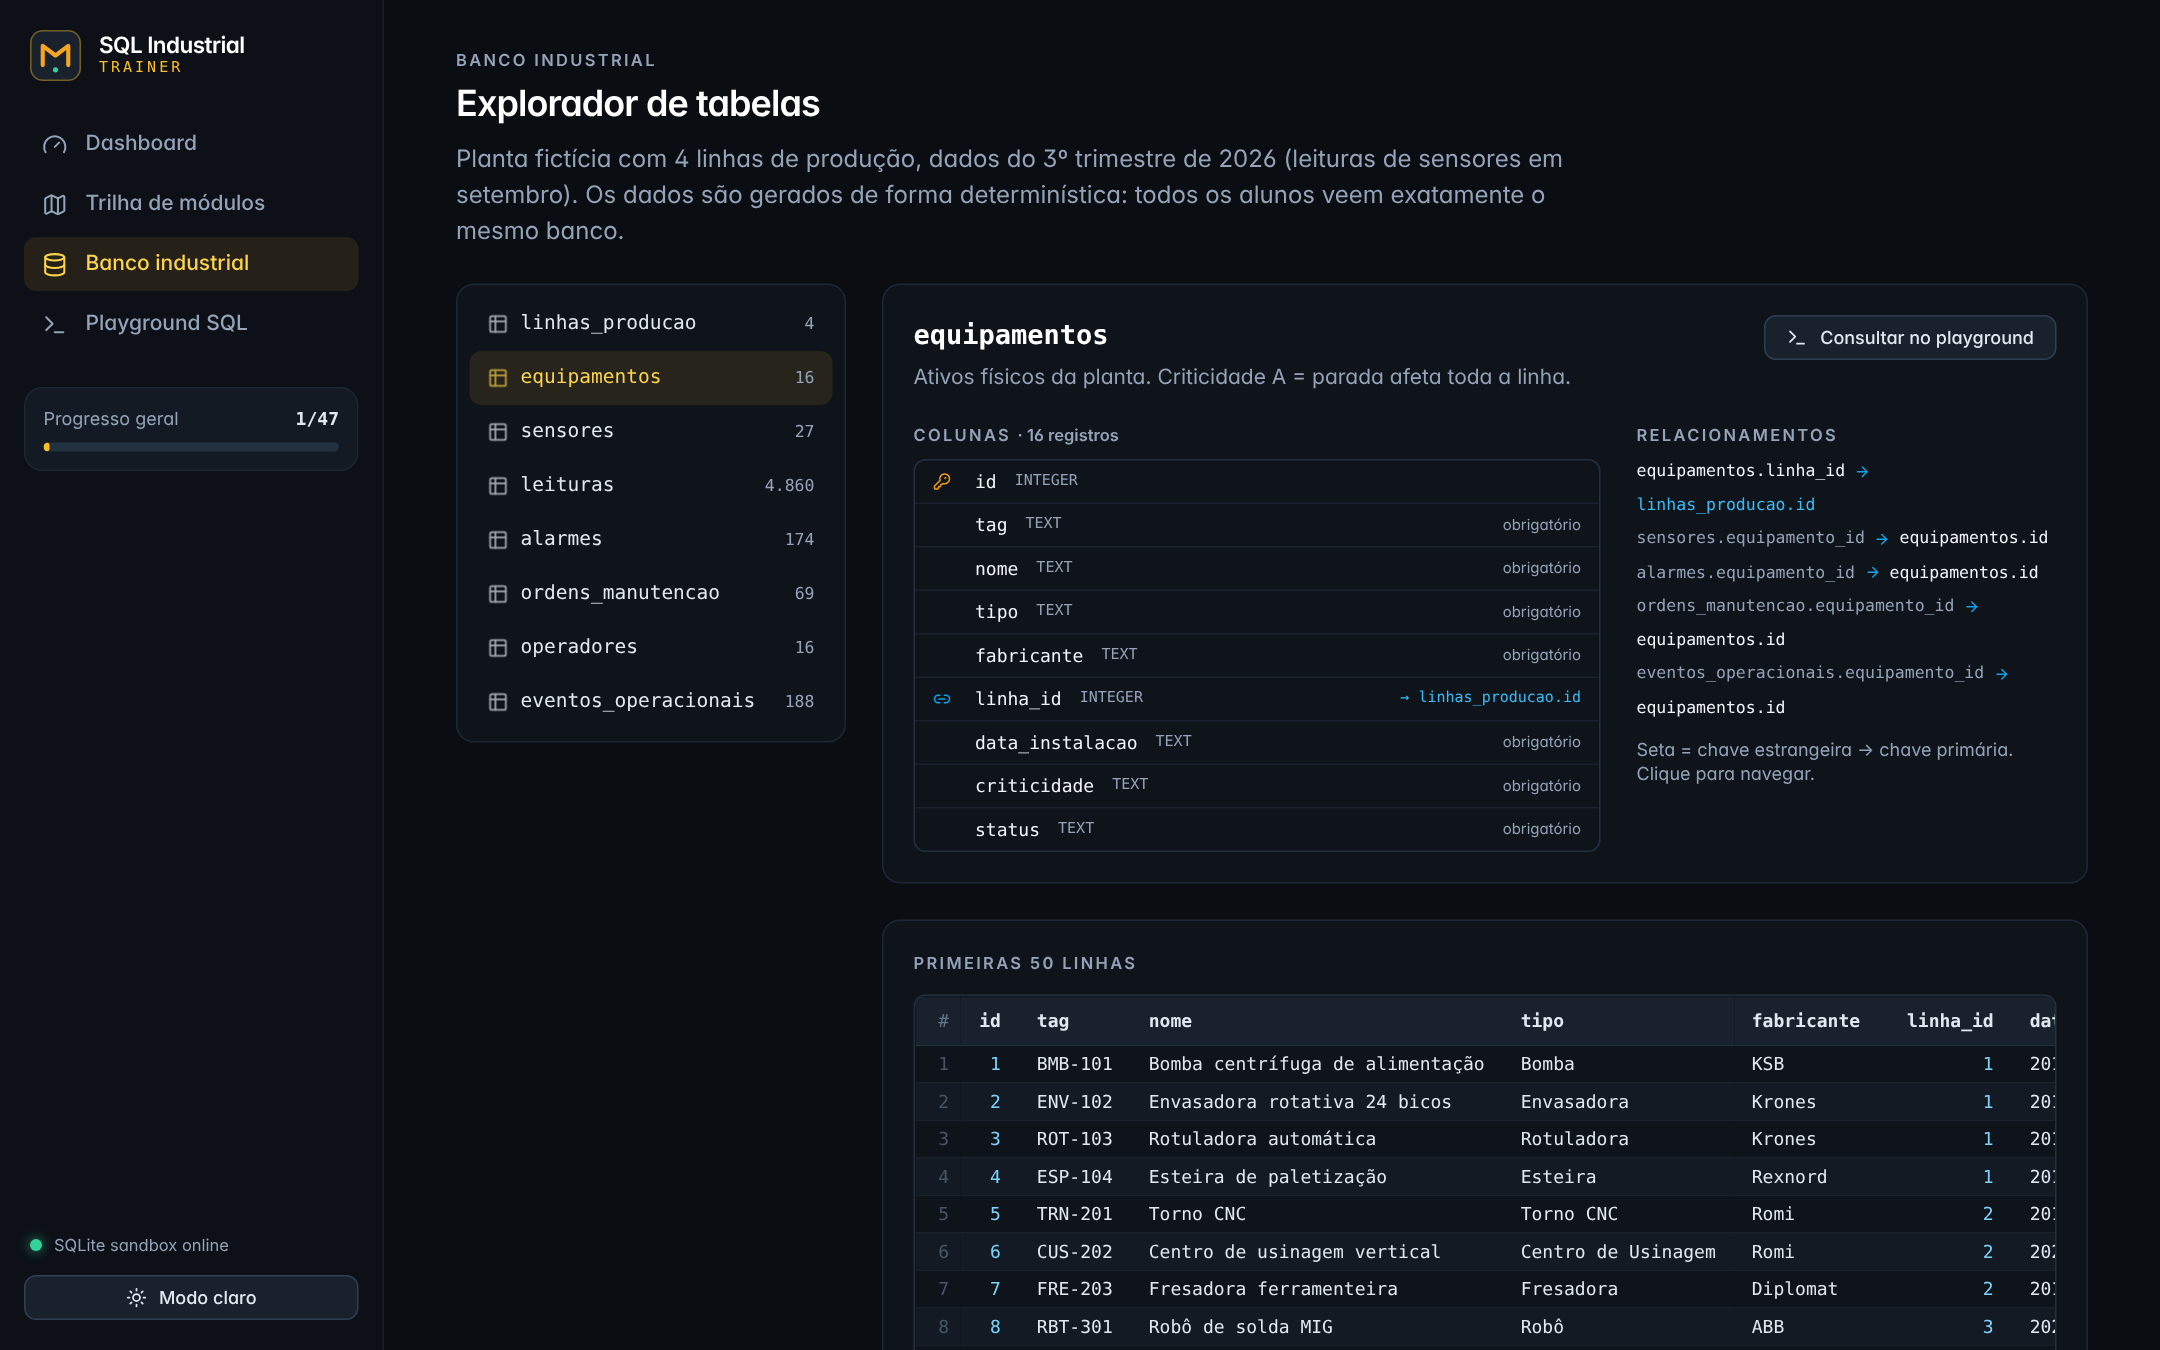 SQL Industrial
TRAINER
Dashboard
Trilha de módulos
Banco industrial
Playground SQL
Progresso geral 1/47
SQLite sandbox online
Modo claro
BANCO INDUSTRIAL
Explorador de tabelas
Planta fictícia com 4 linhas de produção, dados do 3º trimestre de 2026 (leituras de sensores em
setembro). Os dados são gerados de forma determinística: todos os alunos veem exatamente o
mesmo banco.
linhas_producao 4
equipamentos 16
sensores 27
leituras 4.860
alarmes 174
ordens_manutencao 69
operadores 16
eventos_operacionais 188
equipamentos
Consultar no playground
Ativos físicos da planta. Criticidade A = parada afeta toda a linha.
COLUNAS · 16 registros
id INTEGER
tag TEXT obrigatório
nome TEXT obrigatório
tipo TEXT obrigatório
fabricante TEXT obrigatório
linha_id INTEGER → linhas_producao.id
data_instalacao TEXT obrigatório
criticidade TEXT obrigatório
status TEXT obrigatório
RELACIONAMENTOS
equipamentos.linha_id →
linhas_producao.id
sensores.equipamento_id → equipamentos.id
alarmes.equipamento_id → equipamentos.id
ordens_manutencao.equipamento_id →
equipamentos.id
eventos_operacionais.equipamento_id →
equipamentos.id
Seta = chave estrangeira → chave primária.
Clique para navegar.
PRIMEIRAS 50 LINHAS
# id tag nome tipo fabricante linha_id
1 1 BMB-101 Bomba centrífuga de alimentação Bomba KSB 1
2 2 ENV-102 Envasadora rotativa 24 bicos Envasadora Krones 1
3 3 ROT-103 Rotuladora automática Rotuladora Krones 1
4 4 ESP-104 Esteira de paletização Esteira Rexnord 1
5 5 TRN-201 Torno CNC Torno CNC Romi 2
6 6 CUS-202 Centro de usinagem vertical Centro de Usinagem Romi 2
7 7 FRE-203 Fresadora ferramenteira Fresadora Diplomat 2
8 8 RBT-301 Robô de solda MIG Robô ABB 3